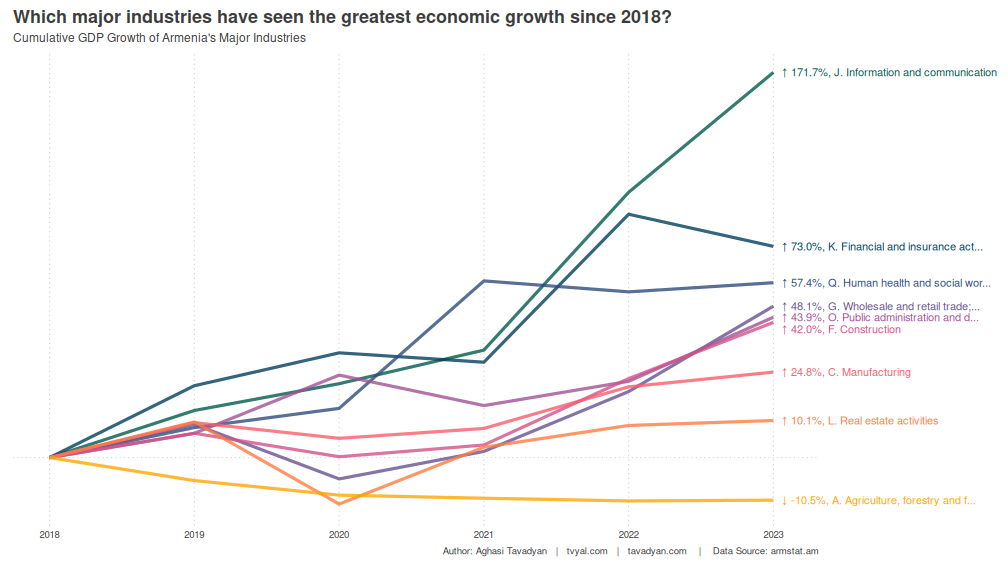 Which major industries have seen the greatest economic growth since 2018?
Cumulative GDP Growth of Armenia's Major Industries
↑ 171.7%, J. Information and communication
↑ 73.0%, K. Financial and insurance act...
↑ 57.4%, Q. Human health and social wor...
↑ 48.1%, G. Wholesale and retail trade;...
↑ 43.9%, O. Public administration and d...
↑ 42.0%, F. Construction
↑ 24.8%, C. Manufacturing
↑ 10.1%, L. Real estate activities
↓ -10.5%, A. Agriculture, forestry and f...
2018 2019 2020 2021 2022 2023
Author: Aghasi Tavadyan | tvyal.com | tavadyan.com | Data Source: armstat.am